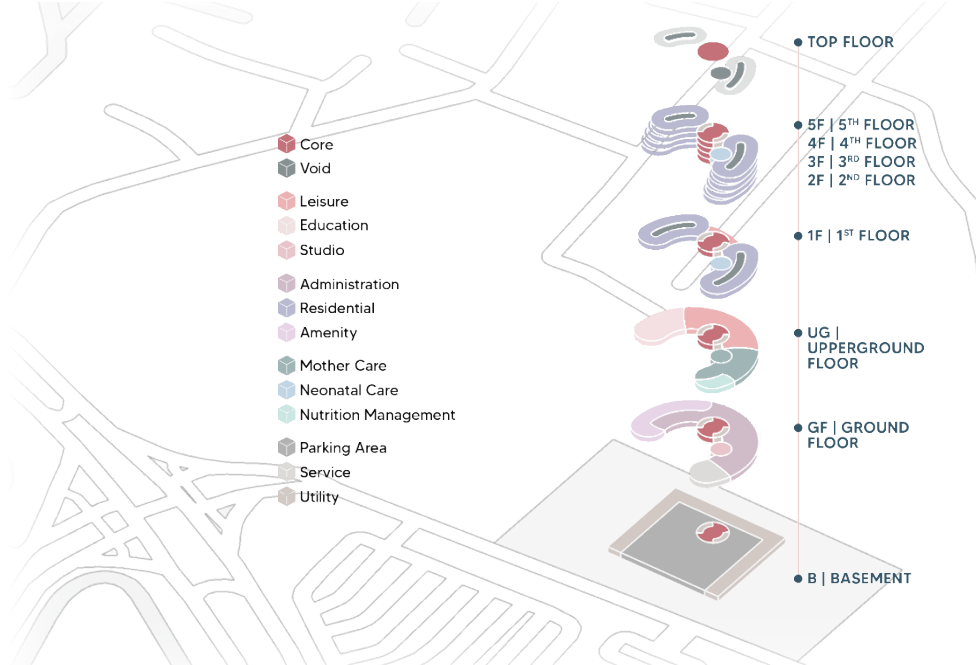 Core
Void
Leisure
Education
Studio
Administration
Residential
Amenity
Mother Care
Neonatal Care
Nutrition Management
Parking Area
Service
Utility
TOP FLOOR
5F | 5TH FLOOR
4F | 4TH FLOOR
3F | 3RD FLOOR
2F | 2ND FLOOR
1F | 1ST FLOOR
UG |
UPPERGROUND
FLOOR
GF | GROUND
FLOOR
B | BASEMENT